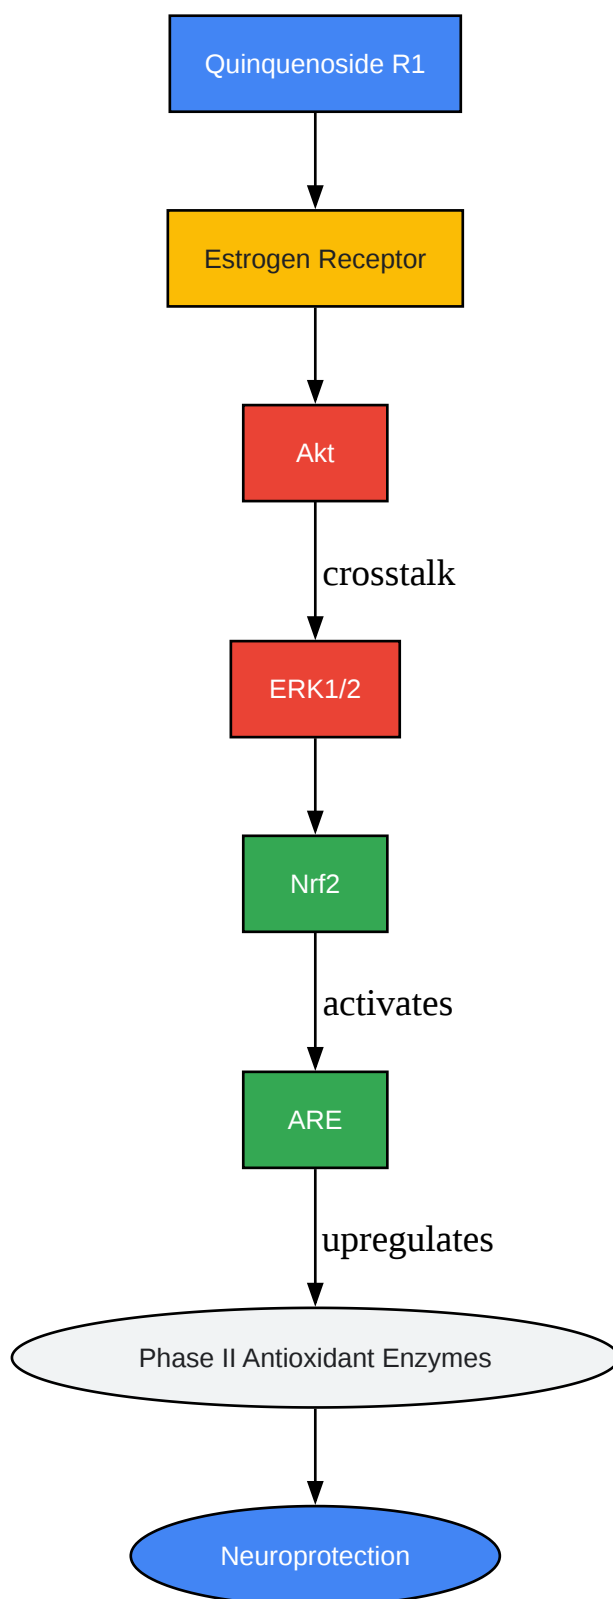 Quinquenoside R1
Estrogen Receptor
Akt
crosstalk
ERK1/2
Nrf2
activates
ARE
upregulates
Phase II Antioxidant Enzymes
Neuroprotection